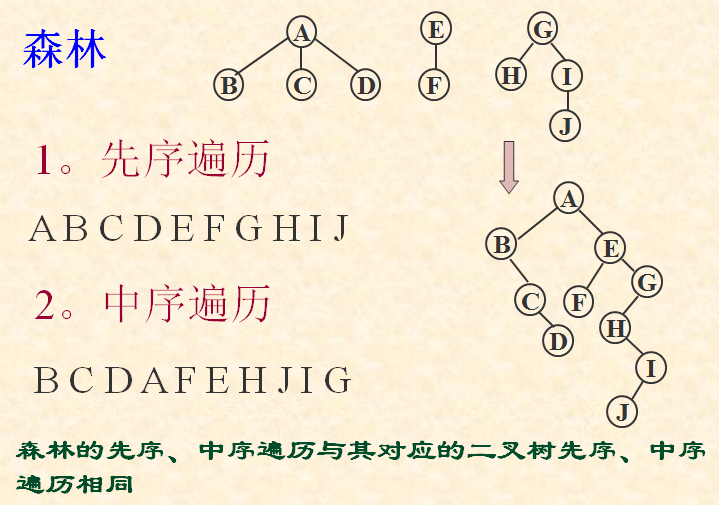 森林
A E G
B C D F H I
J
1。先序遍历
A B C D E F G H I J
A
B E
2。中序遍历
C F G
D H
B C D A F E H J I G
I
J
森林的先序、中序遍历与其对应的二叉树先序、中序
遍历相同